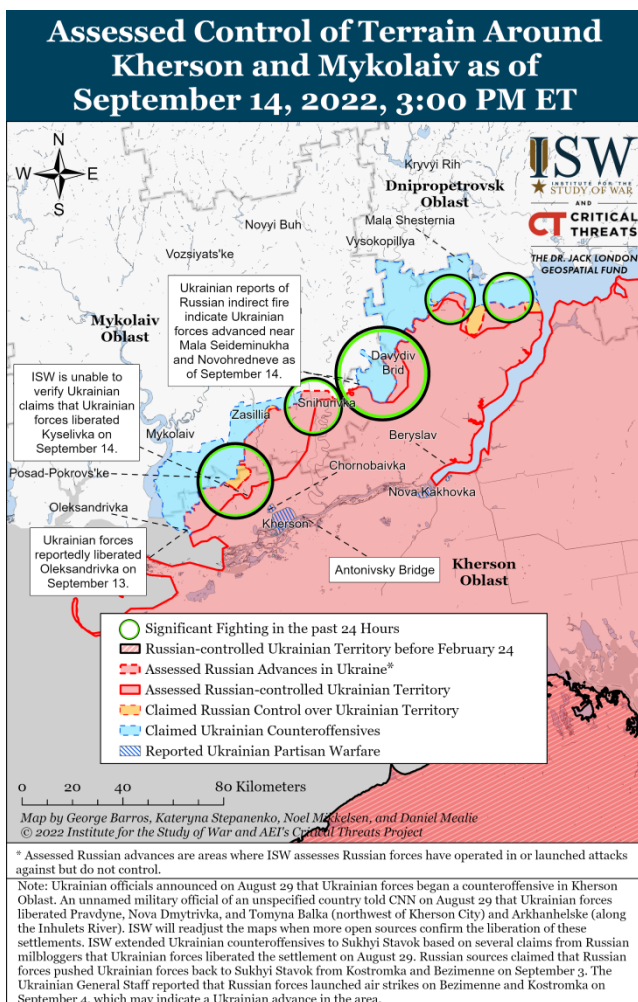 Assessed Control of Terrain Around
Kherson and Mykolaiv as of
September 14, 2022, 3:00 PM ET
N
W
E
S
Kryvyi Rih
ISW
INSTITUTE FOR THE
STUDY OF WAR
AND
CT CRITICAL
THREATS
THE DR. JACK LONDON
GEOSPATIAL FUND
Dnipropetrovsk
Oblast
Mala Shesternia
Novyi Buh
Vysokopillya
Vozsiyats'ke
Ukrainian reports of
Russian indirect fire
indicate Ukrainian
forces advanced near
Mala Seideminukha
and Novohredneve as
of September 14.
Mykolaiv
Oblast
Davydiv
Brid
ISW is unable to
verify Ukrainian
claims that Ukrainian
forces liberated
Kyselivka on
September 14.
Snihurivka
Zasillia
Mykolaiv
Beryslav
Posad-Pokrovs'ke
Chornobaivka
Nova Kakhovka
Oleksandrivka
Kherson
Ukrainian forces
reportedly liberated
Oleksandrivka on
September 13.
Antonivsky Bridge
Kherson
Oblast
Significant Fighting in the past 24 Hours
Russian-controlled Ukrainian Territory before February 24
Assessed Russian Advances in Ukraine*
Assessed Russian-controlled Ukrainian Territory
Claimed Russian Control over Ukrainian Territory
Claimed Ukrainian Counteroffensives
Reported Ukrainian Partisan Warfare
0 20 40 80 Kilometers
Map by George Barros, Kateryna Stepanenko, Noel Mikkelsen, and Daniel Mealie
© 2022 Institute for the Study of War and AEI's Critical Threats Project
* Assessed Russian advances are areas where ISW assesses Russian forces have operated in or launched attacks
against but do not control.
Note: Ukrainian officials announced on August 29 that Ukrainian forces began a counteroffensive in Kherson
Oblast. An unnamed military official of an unspecified country told CNN on August 29 that Ukrainian forces
liberated Pravdyne, Nova Dmytrivka, and Tomyna Balka (northwest of Kherson City) and Arkhanhelske (along
the Inhulets River). ISW will readjust the maps when more open sources confirm the liberation of these
settlements. ISW extended Ukrainian counteroffensives to Sukhyi Stavok based on several claims from Russian
milbloggers that Ukrainian forces liberated the settlement on August 29. Russian sources claimed that Russian
forces pushed Ukrainian forces back to Sukhyi Stavok from Kostromka and Bezimenne on September 3. The
Ukrainian General Staff reported that Russian forces launched air strikes on Bezimenne and Kostromka on
September 4, which may indicate a Ukrainian advance in the area.